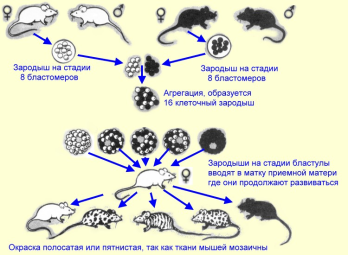 ♀ ♂ ♀ ♂
Зародыш на стадии
8 бластомеров
Зародыш на стадии
8 бластомеров
Агрегация, образуется
16 клеточный зародыш
♀
Зародыши на стадии бластулы
вводят в матку приемной матери
где они продолжают развиваться
Окраска полосатая или пятнистая, так как ткани мышей мозаичны